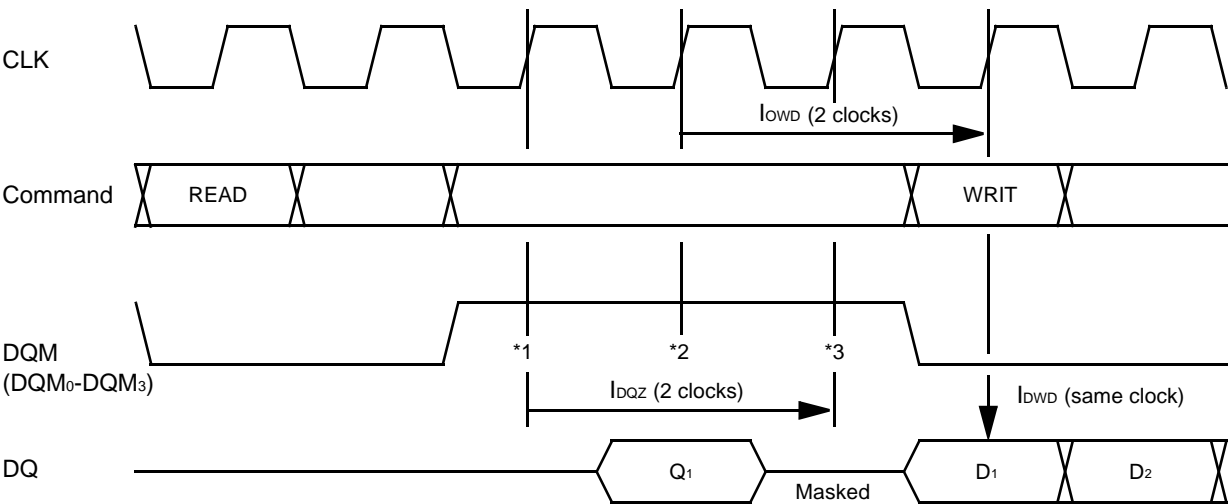 CLK
IOWD (2 clocks)
Command READ WRIT
DQM
(DQM0-DQM3)
*1 *2 *3
IDQZ (2 clocks)
IDWD (same clock)
DQ Q1 Masked D1 D2